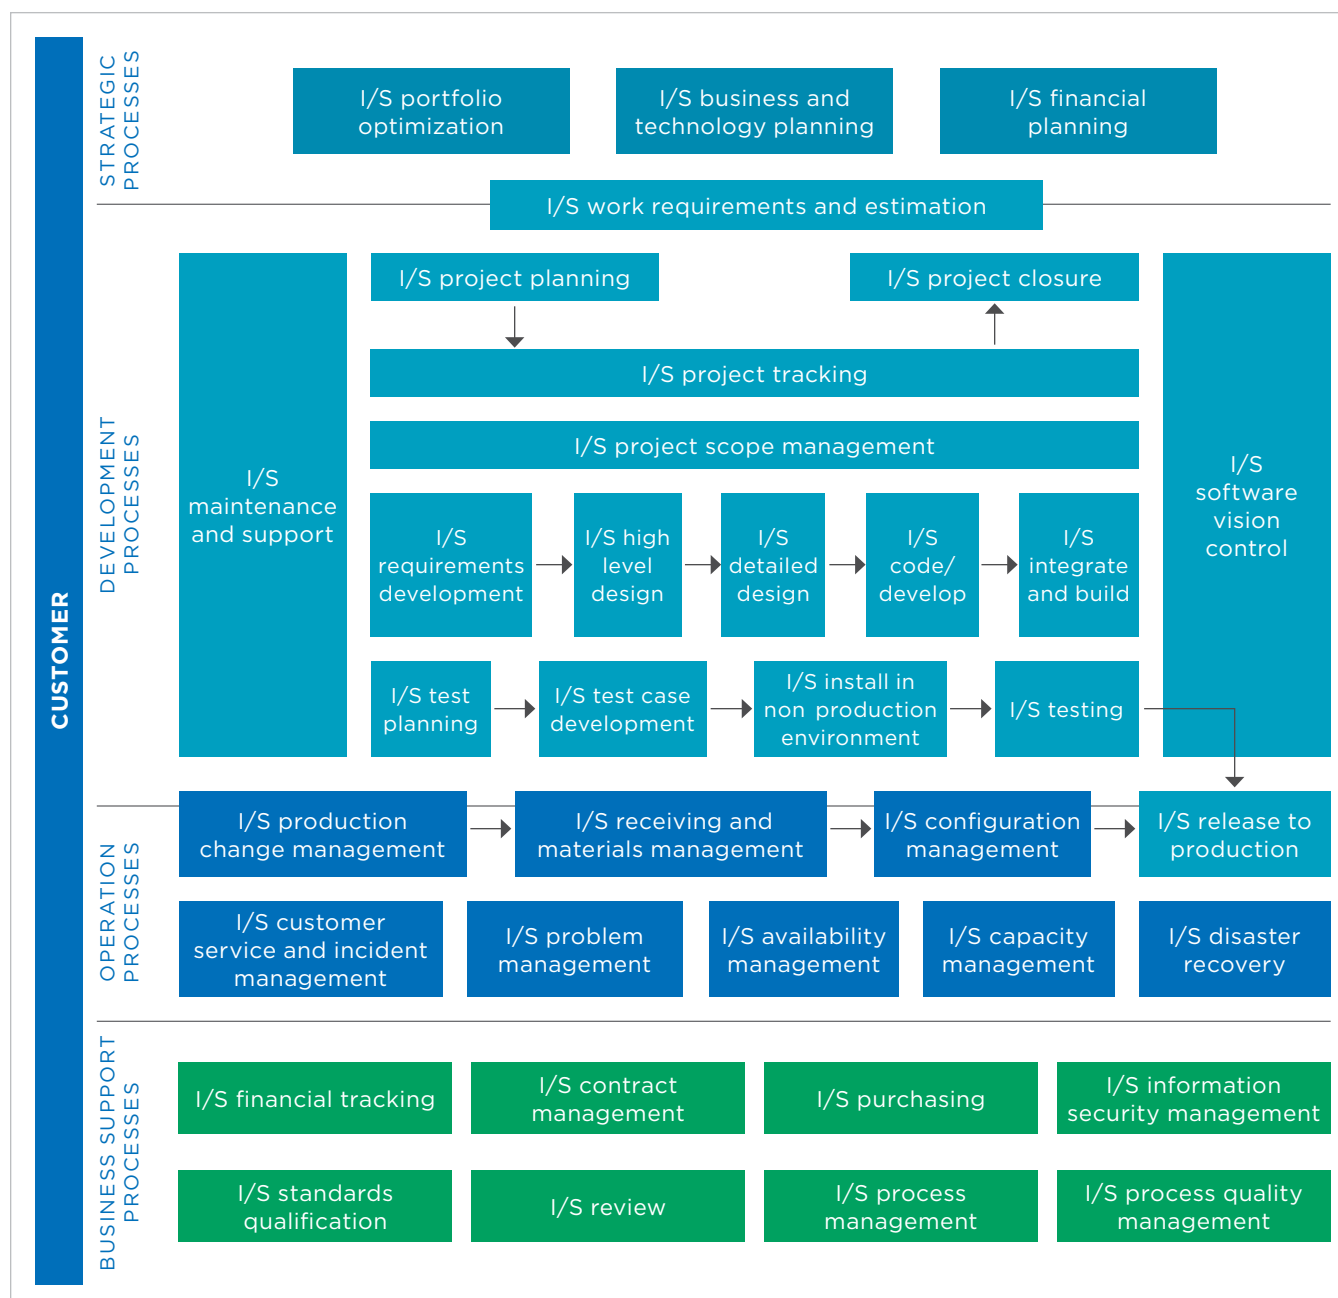 CUSTOMER
STRATEGIC
PROCESSES
I/S portfolio
optimization
I/S business and
technology planning
I/S financial
planning
I/S work requirements and estimation
DEVELOPMENT
PROCESSES
I/S
maintenance
and support
I/S project planning
I/S project closure
I/S project tracking
I/S project scope management
I/S
requirements
development
I/S high
level
design
I/S
detailed
design
I/S
code/
develop
I/S
integrate
and build
I/S test
planning
I/S test case
development
I/S install in
non production
environment
I/S testing
I/S
software
vision
control
OPERATION
PROCESSES
I/S production
change management
I/S receiving and
materials management
I/S configuration
management
I/S release to
production
I/S customer
service and incident
management
I/S problem
management
I/S availability
management
I/S capacity
management
I/S disaster
recovery
BUSINESS SUPPORT
PROCESSES
I/S financial tracking
I/S contract
management
I/S purchasing
I/S information
security management
I/S standards
qualification
I/S review
I/S process
management
I/S process quality
management